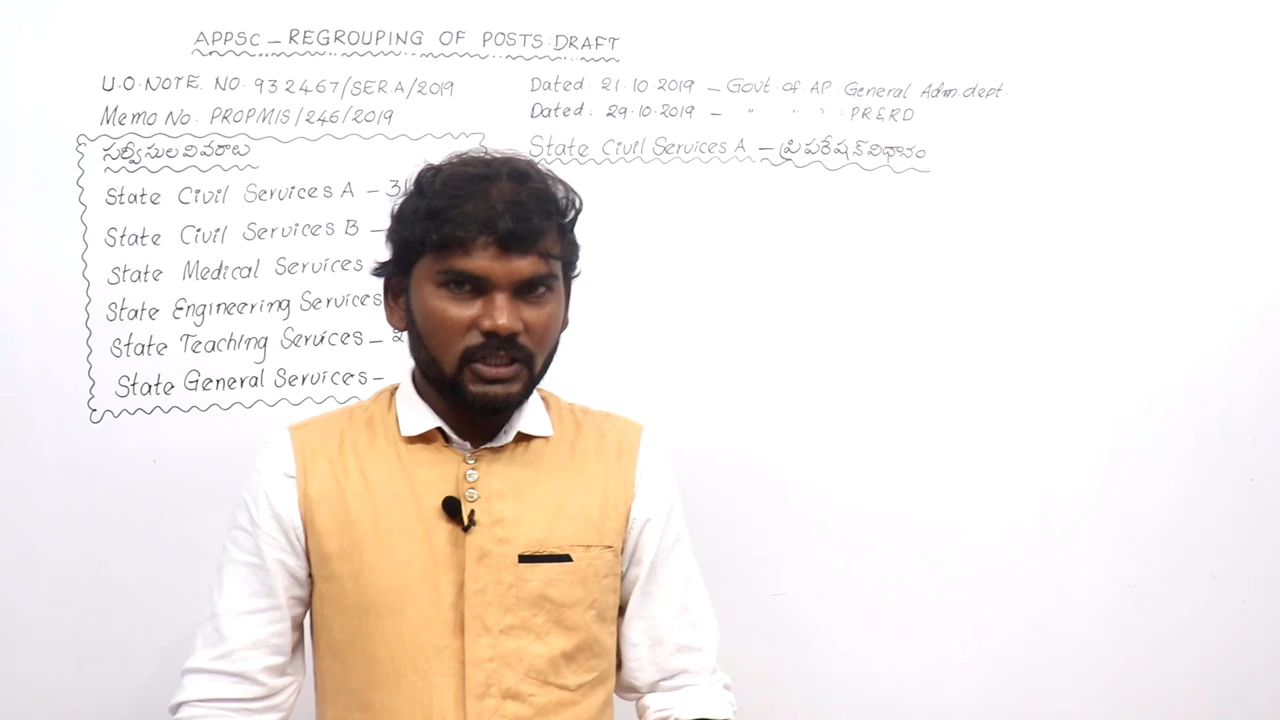 APPSC - REGROUPING OF POSTS : DRAFT
U.O.NOTE. NO. 932467/SER.A/2019
Dated: 21.10.2019 - Govt of AP: General Adm.dept.
Memo No. PROPMIS/246/2019
Dated: 29.10.2019 - " " " : PR&RD
సర్వీసుల వివరాలు
State Civil Services A -
State Civil Services B -
State Medical Services
State Engineering Services
State Teaching Services -
State General Services -
State Civil Services A - ప్రిపరేషన్ విధానం